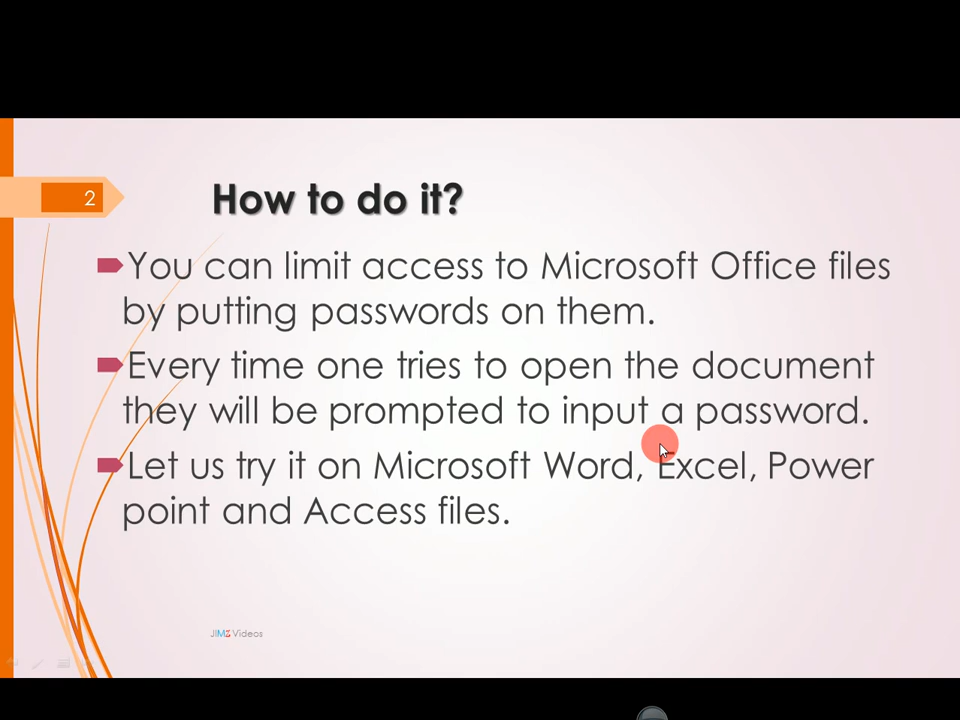 2
How to do it?
You can limit access to Microsoft Office files
by putting passwords on them.
Every time one tries to open the document
they will be prompted to input a password.
Let us try it on Microsoft Word, Excel, Power
point and Access files.
JIMS Videos